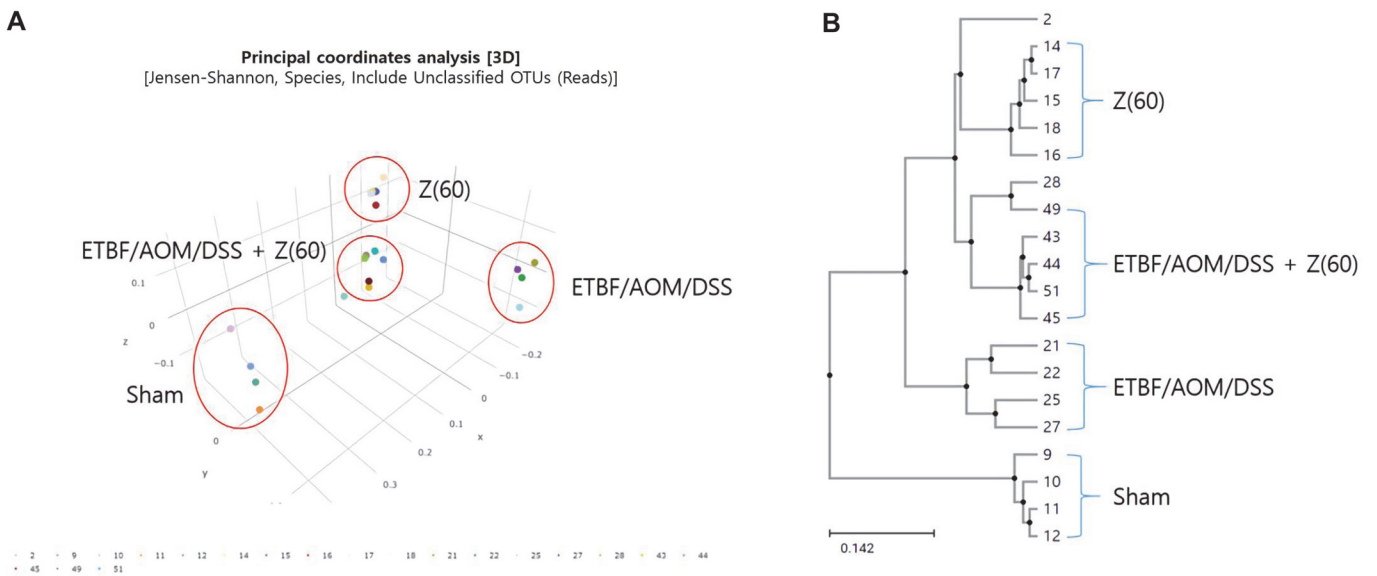 A
Principal coordinates analysis [3D]
[Jensen-Shannon, Species, Include Unclassified OTUs (Reads)]
Z(60)
ETBF/AOM/DSS + Z(60)
ETBF/AOM/DSS
Sham
0.1
0
z
−0.1
0
y
−0.2
−0.1
0
x
0.1
0.2
0.3
2 9 10 11 12 14 15 16 17 18 21 22 25 27 28 43 44
45 49 51
B
2
14
17
15
18
16
Z(60)
28
49
43
44
51
45
ETBF/AOM/DSS + Z(60)
21
22
25
27
ETBF/AOM/DSS
9
10
11
12
Sham
0.142